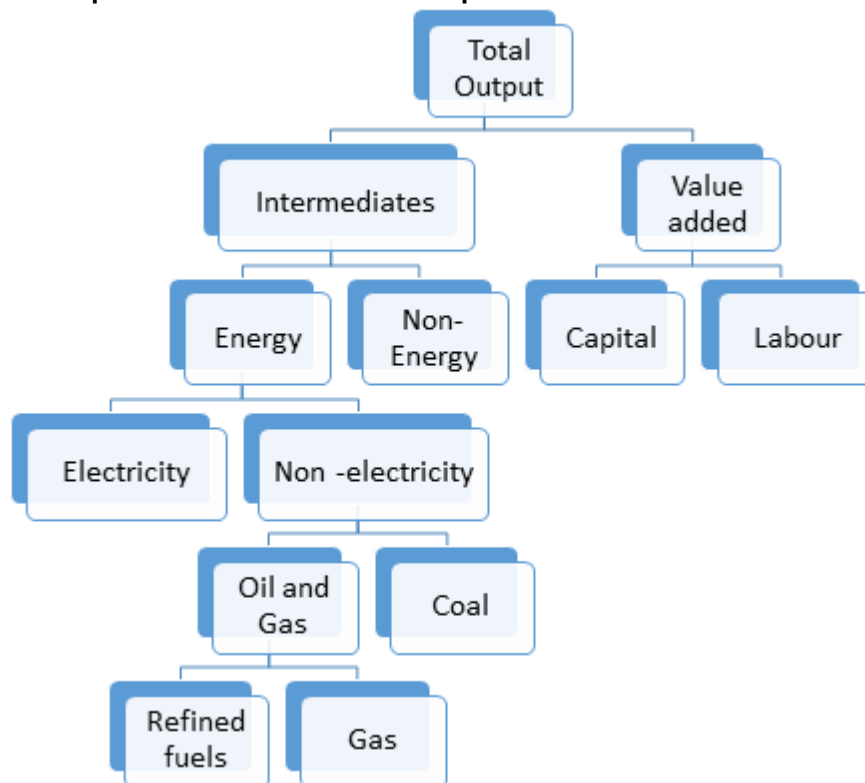 Total
Output
Intermediates
Value
added
Energy
Non-
Energy
Capital
Labour
Electricity
Non -electricity
Oil and
Gas
Coal
Refined
fuels
Gas